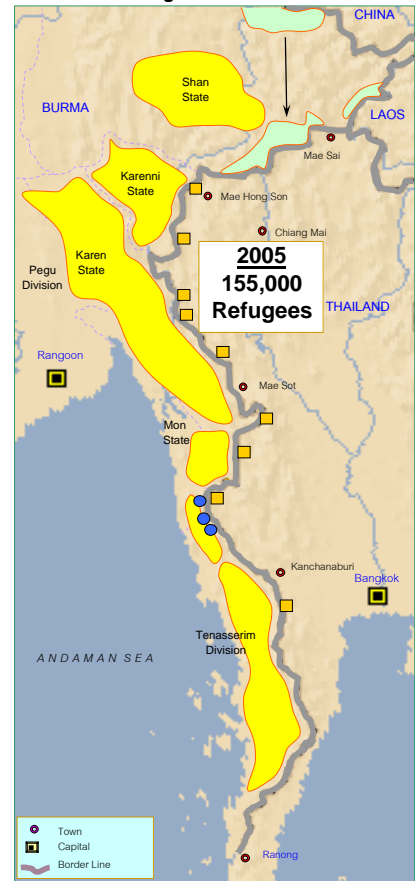 CHINA
Shan
State
BURMA
LAOS
Mae Sai
Karenni
State
Mae Hong Son
Chiang Mai
Karen
State
Pegu
Division
2005
155,000
Refugees
THAILAND
Rangoon
Mae Sot
Mon
State
Kanchanaburi
Bangkok
Tenasserim
Division
ANDAMAN SEA
Town
Capital
Border Line
Ranong